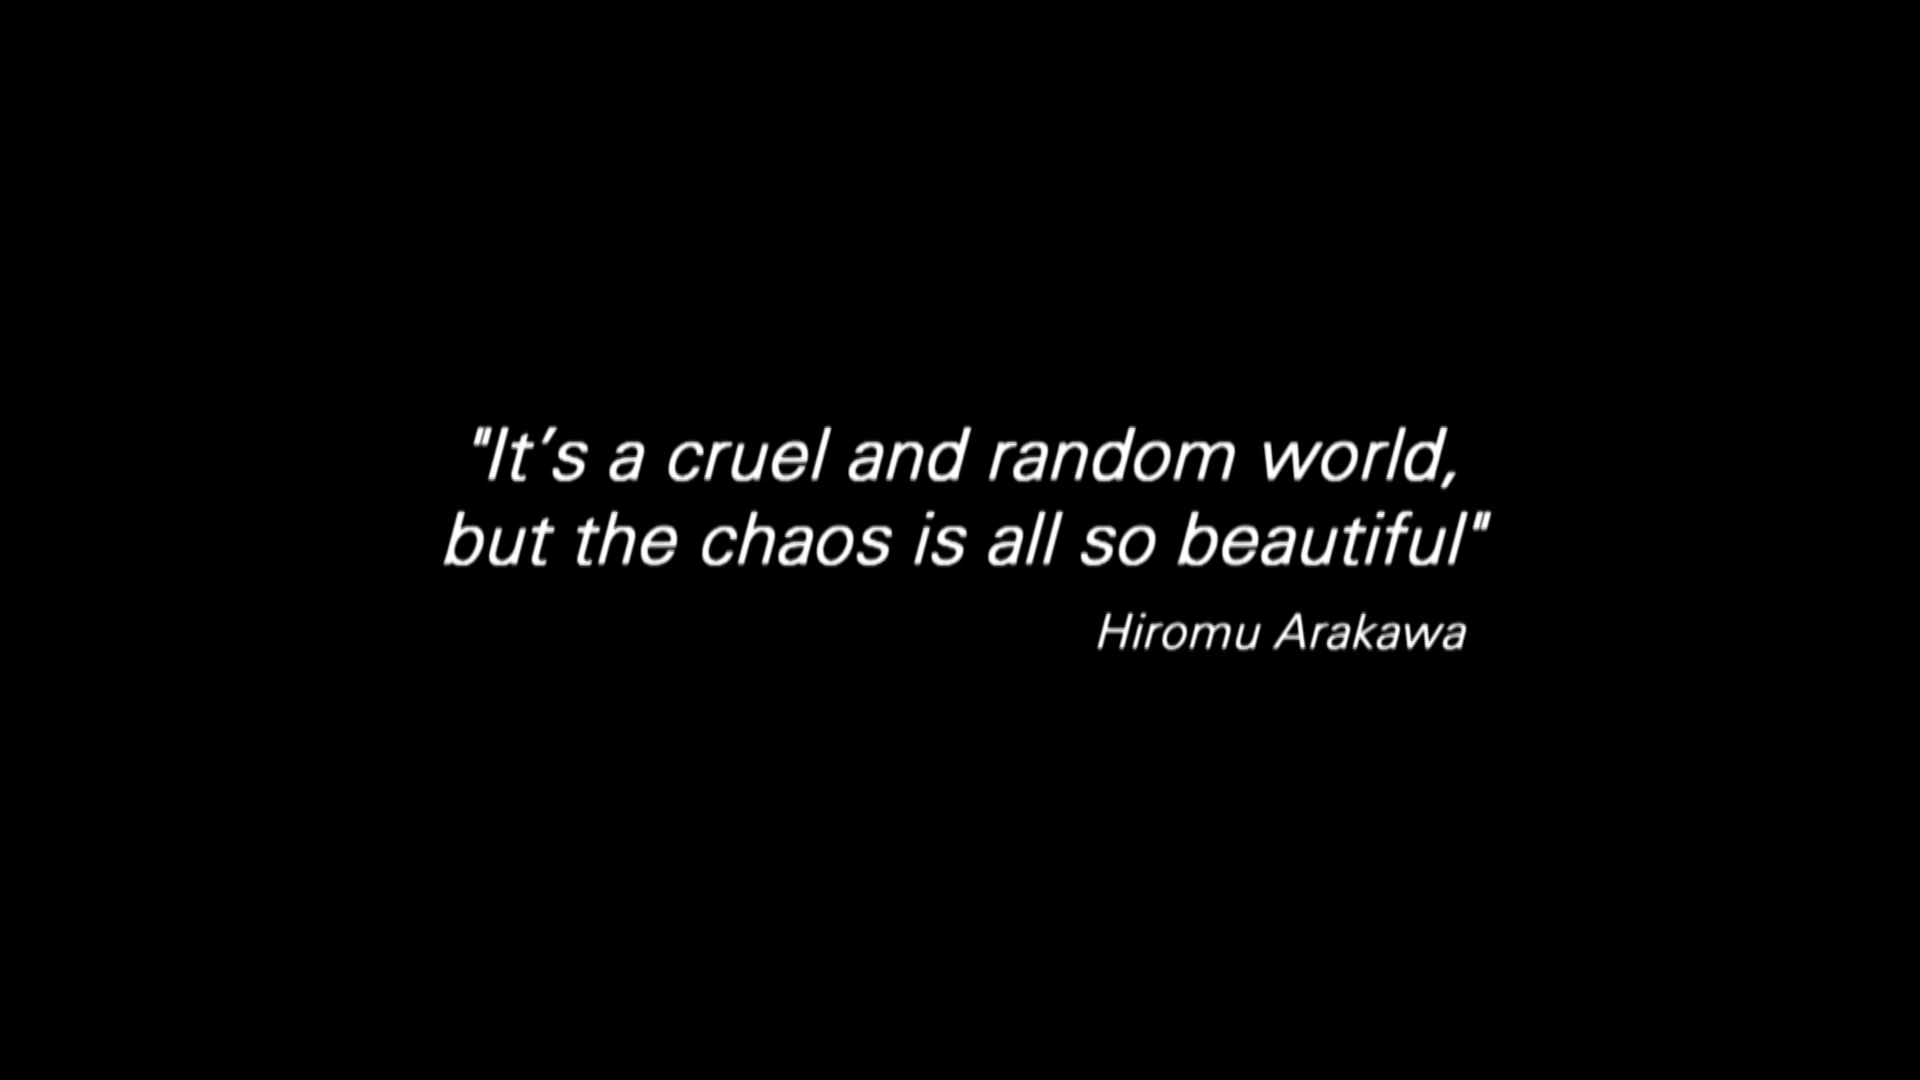 "It's a cruel and random world,
but the chaos is all so beautiful"
Hiromu Arakawa